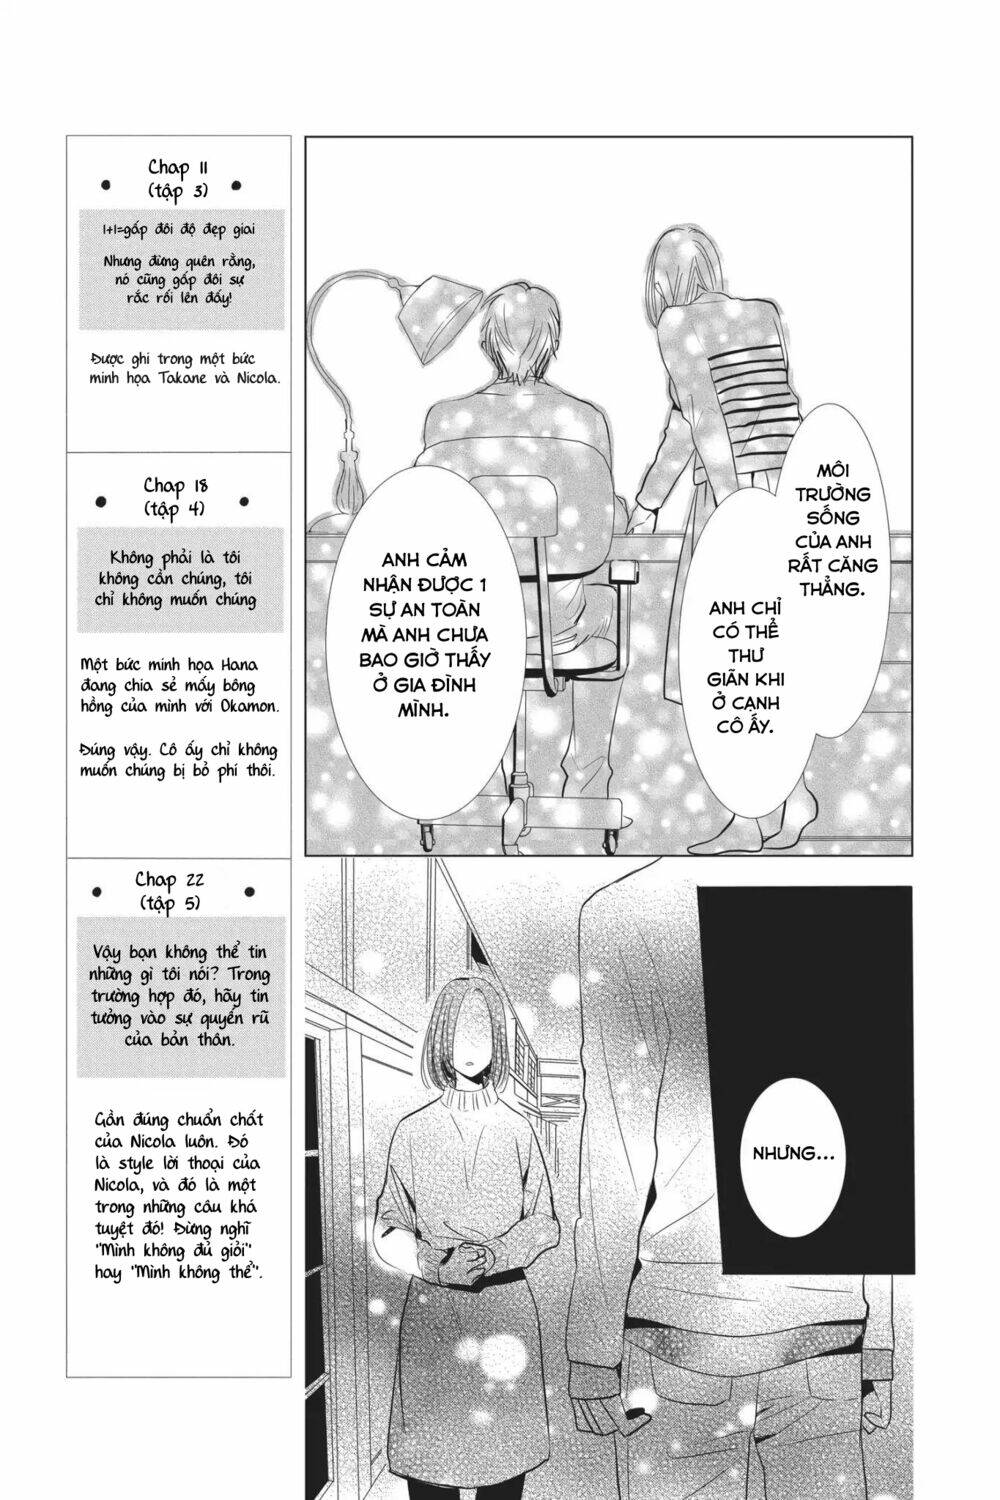 Chap 11
(tập 3)
1+1=gấp đôi độ đẹp giai
Nhưng đừng quên rằng,
nó cũng gấp đôi sự
rắc rối lên đấy!
Được ghi trong một bức
minh họa Takane và Nicola.
Chap 18
(tập 4)
Không phải là tôi
không cần chúng, tôi
chỉ không muốn chúng
Một bức minh họa Hana
đang chia sẻ mấy bông
hồng của mình với Okamon.
Đúng vậy. Cô ấy chỉ không
muốn chúng bị bỏ phí thôi.
Chap 22
(tập 5)
Vậy bạn không thể tin
những gì tôi nói? Trong
trường hợp đó, hãy tin
tưởng vào sự quyến rũ
của bản thân.
Gần đúng chuẩn chất
của Nicola luôn. Đó
là style lời thoại của
Nicola, và đó là một
trong những câu khá
tuyệt đó! Đừng nghĩ
"Mình không đủ giỏi"
hay "Mình không thể".
MÔI
TRƯỜNG
SỐNG
CỦA ANH
RẤT CĂNG
THẲNG.
ANH CHỈ
CÓ THỂ
THƯ
GIÃN KHI
Ở CẠNH
CÔ ẤY.
ANH CẢM
NHẬN ĐƯỢC 1
SỰ AN TOÀN
MÀ ANH CHƯA
BAO GIỜ THẤY
Ở GIA ĐÌNH
MÌNH.
NHƯNG...